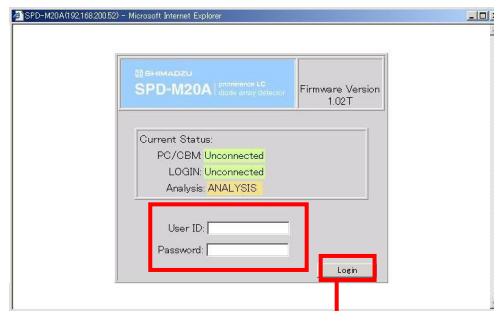 SPD-M20A(192.168.200.52) - Microsoft Internet Explorer
SHIMADZU
SPD-M20A
prominence LC
diode array detector
Firmware Version
1.02T
Current Status:
PC/CBM: Unconnected
LOGIN: Unconnected
Analysis: ANALYSIS
User ID:
Password:
Login